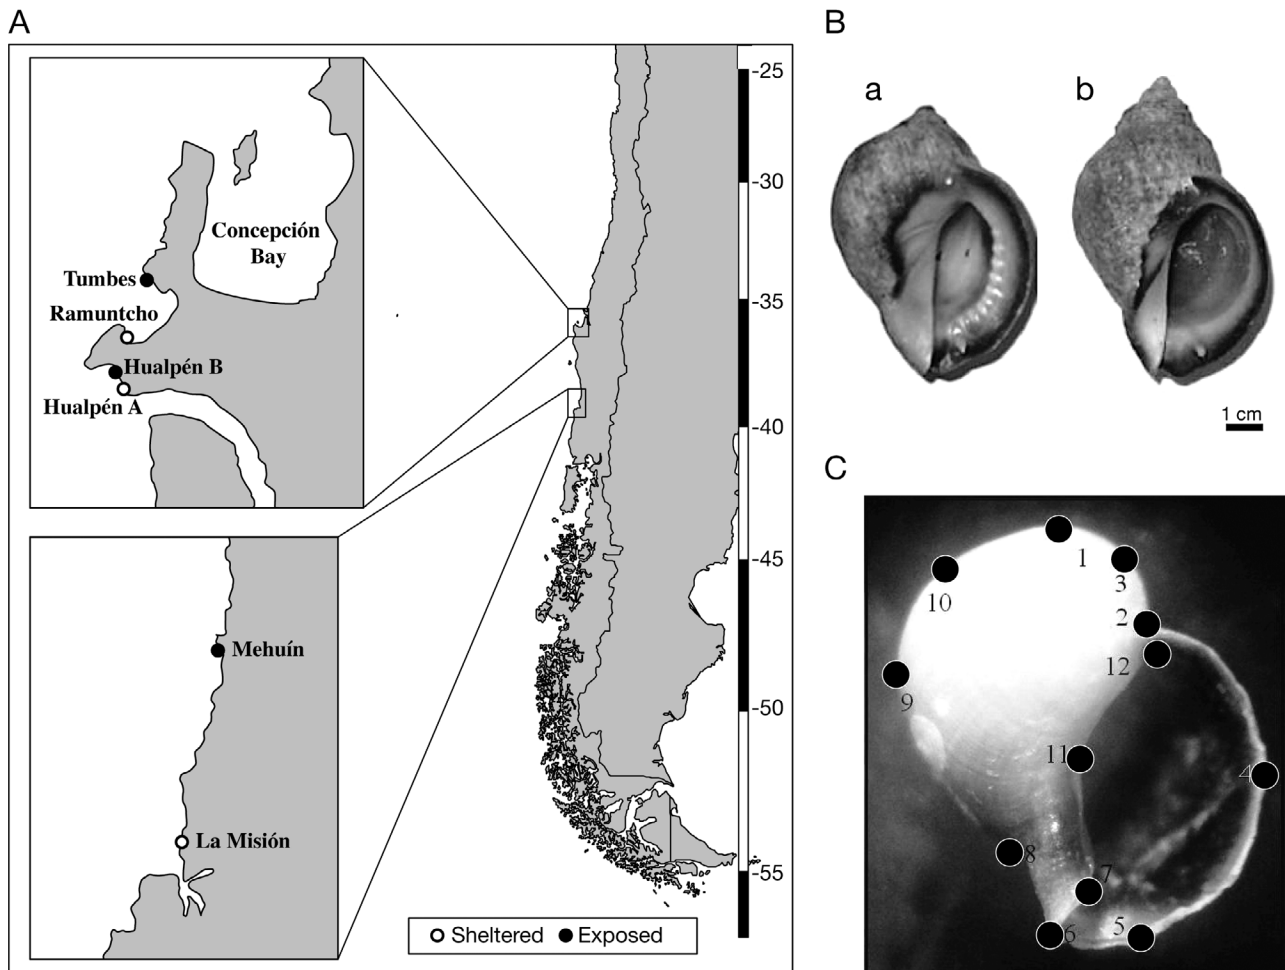 A
Concepción
Bay
Tumbes
Ramuntcho
Hualpén B
Hualpén A
Mehuín
La Misión
-25
-30
-35
-40
-45
-50
-55
Sheltered
Exposed
B
a
b
1 cm
C
1
3
10
2
12
9
11
4
8
7
5
6